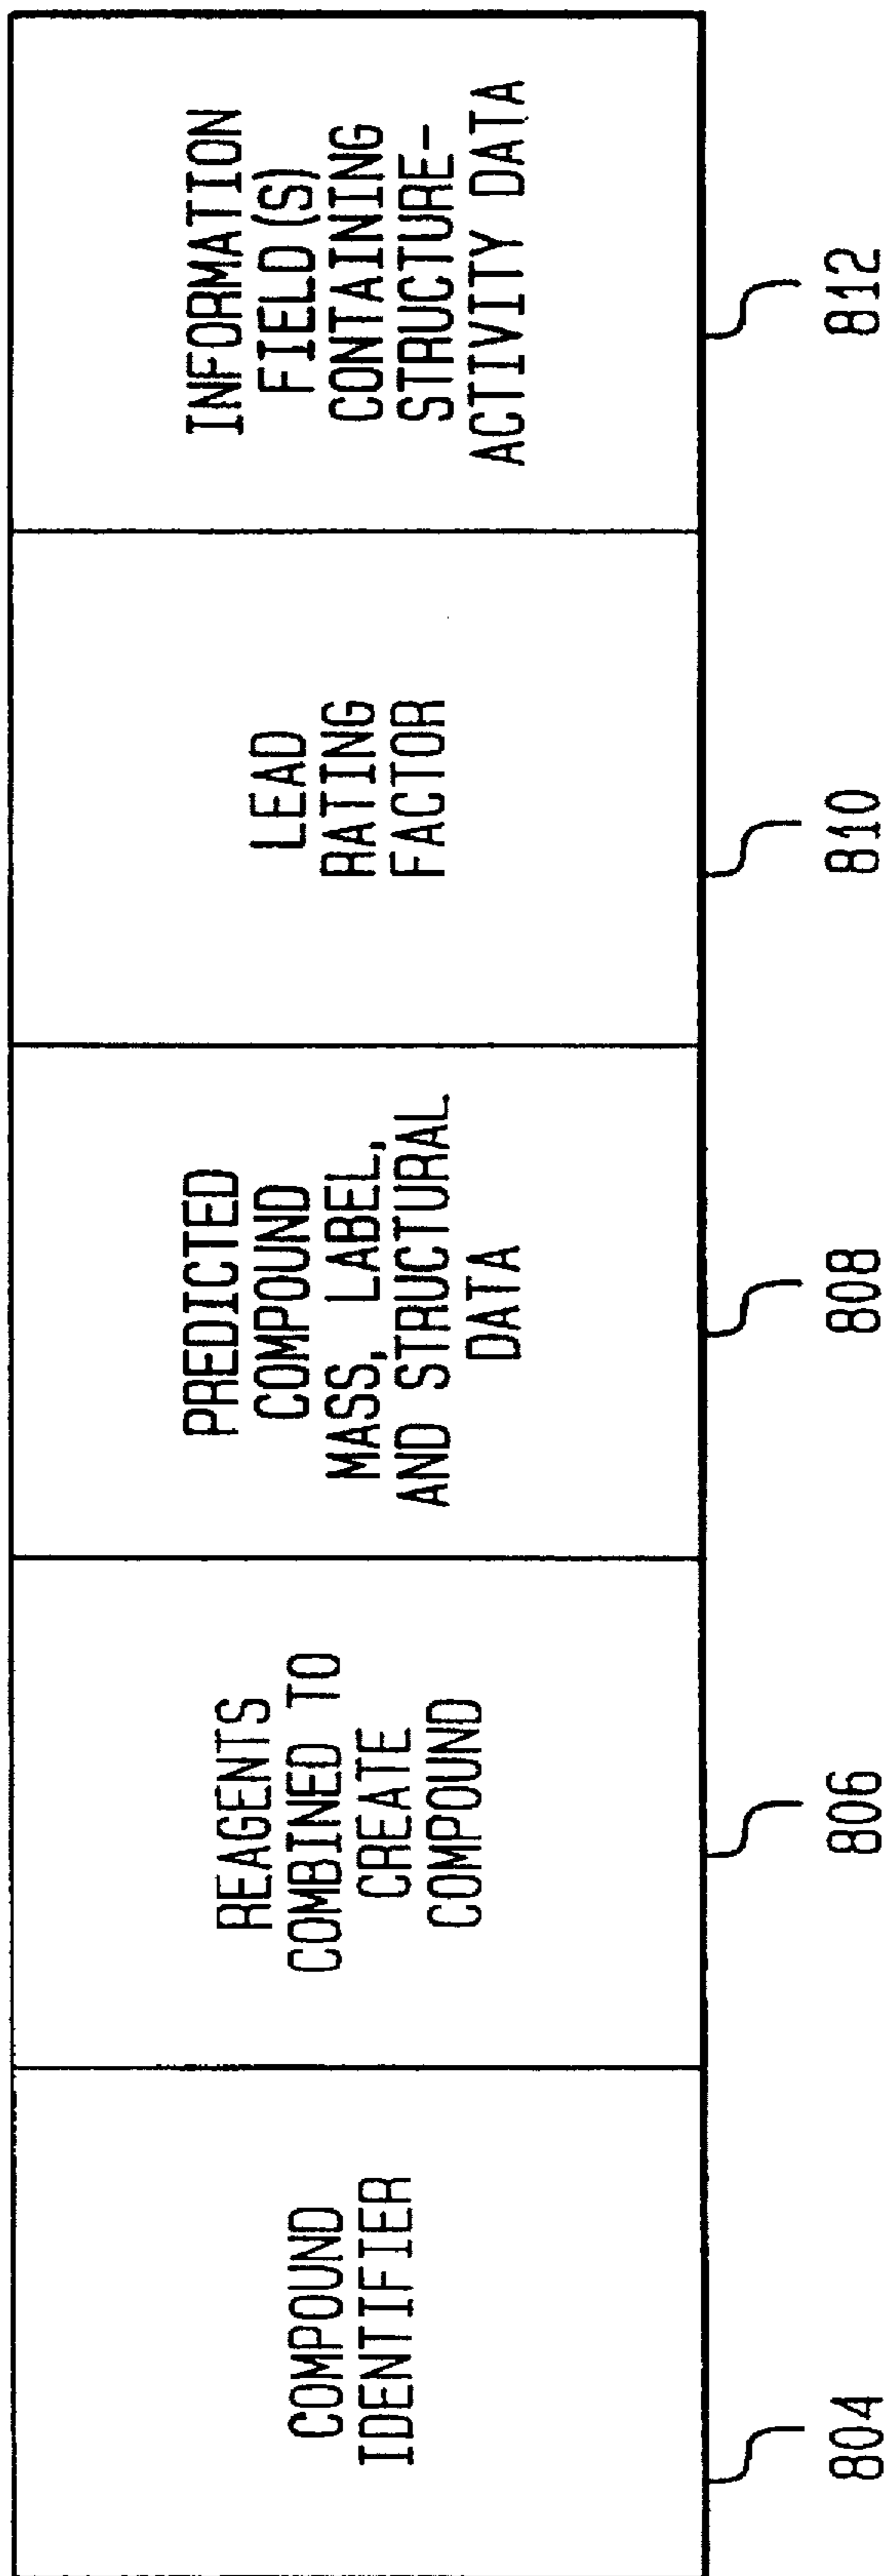 COMPOUND
IDENTIFIER
804
REAGENTS
COMBINED TO
CREATE
COMPOUND
806
PREDICTED
COMPOUND
MASS, LABEL,
AND STRUCTURAL
DATA
808
LEAD
RATING
FACTOR
810
INFORMATION
FIELD(S)
CONTAINING
STRUCTURE-
ACTIVITY DATA
812